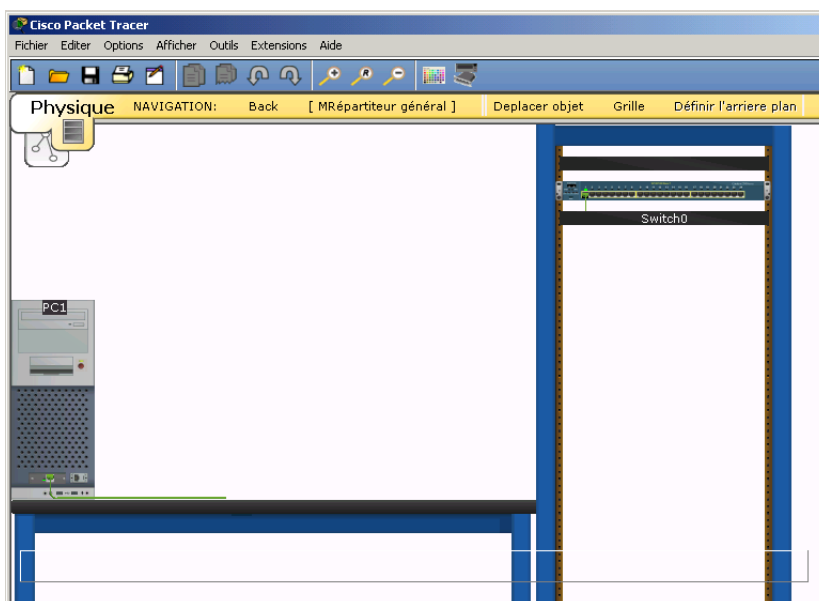 Cisco Packet Tracer
Fichier Editer Options Afficher Outils Extensions Aide
Physique NAVIGATION: Back [ MRépartiteur général ] Deplacer objet Grille Définir l'arriere plan
Switch0
PC1